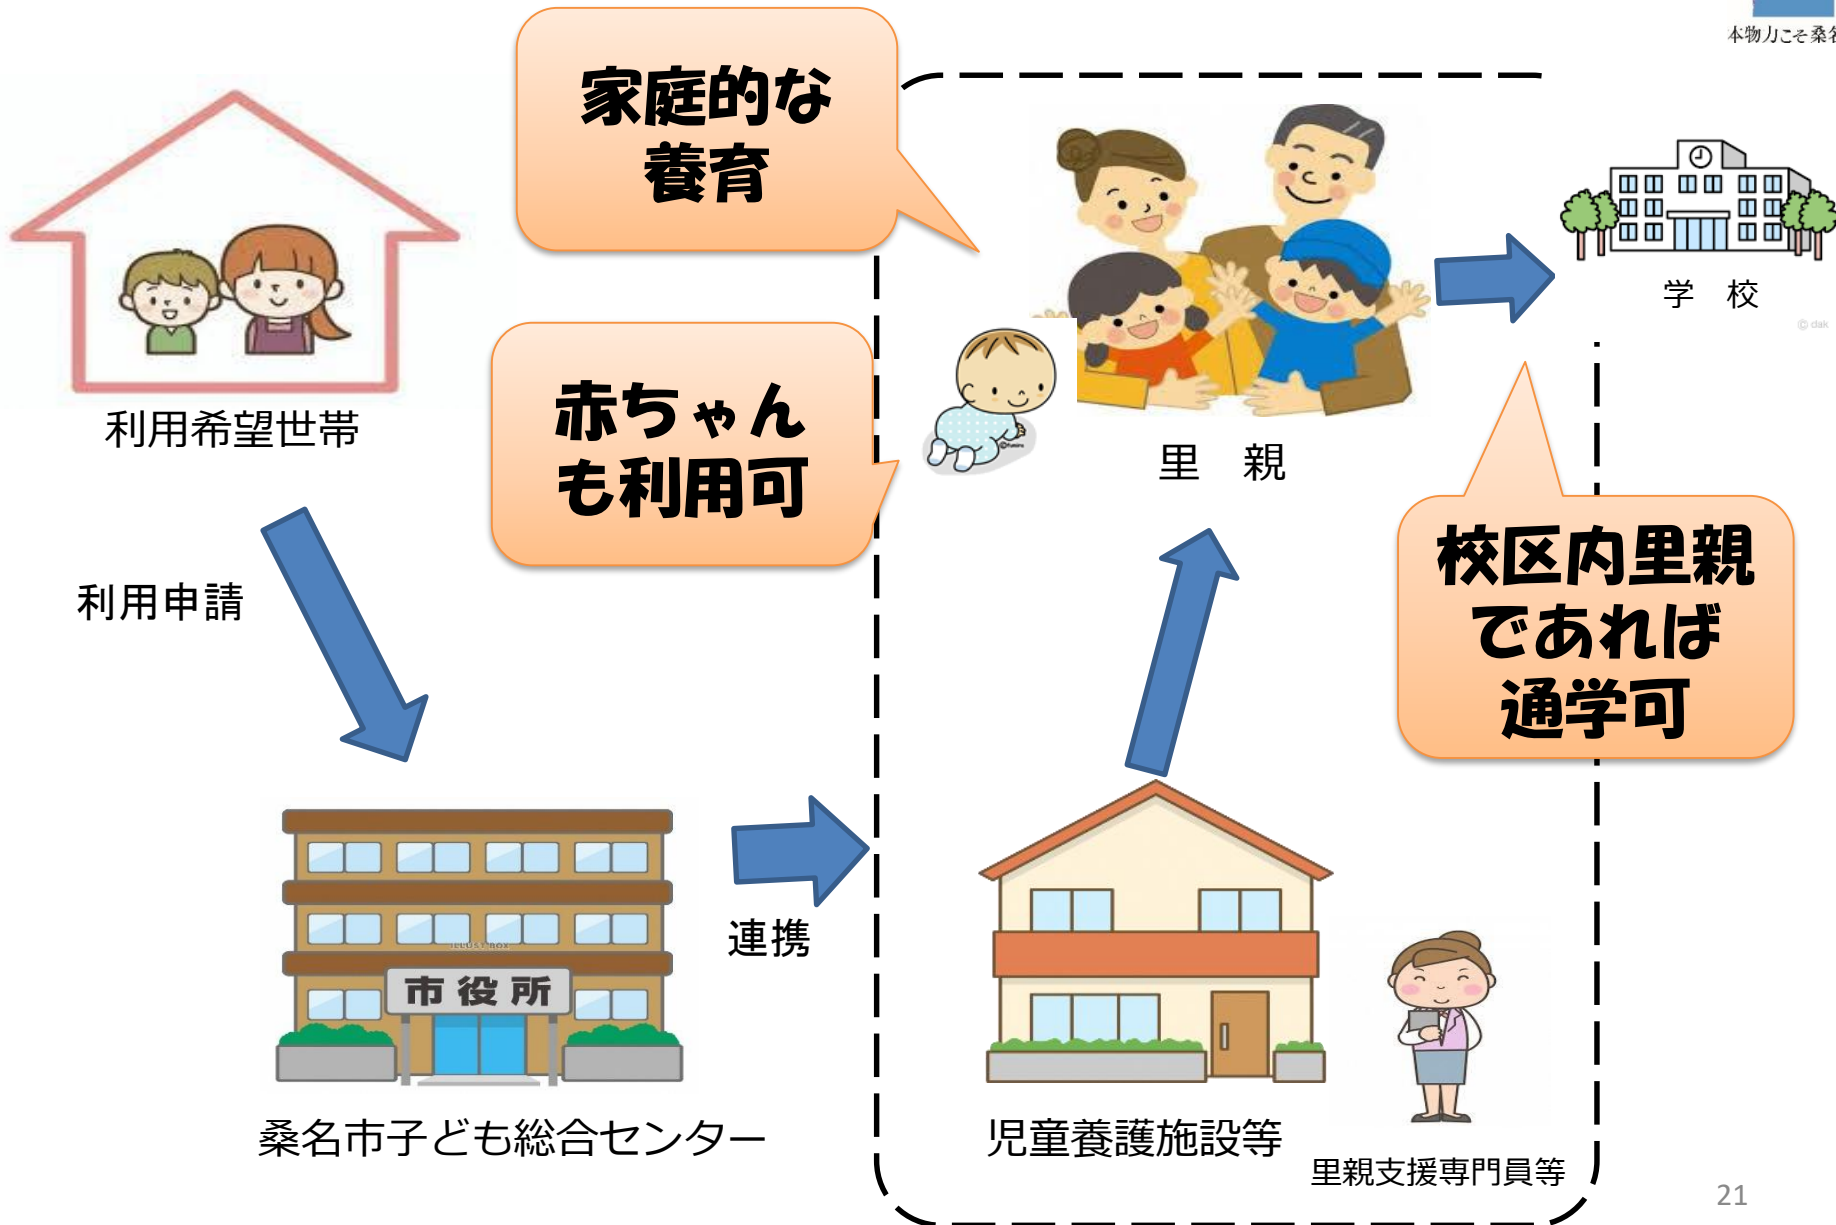 本物力こそ桑名
家庭的な
養育
学　校
© dak
利用希望世帯
赤ちゃん
も利用可
里　親
校区内里親
であれば
通学可
利用申請
ILLUST BOX
市役所
連携
桑名市子ども総合センター
児童養護施設等
里親支援専門員等
21